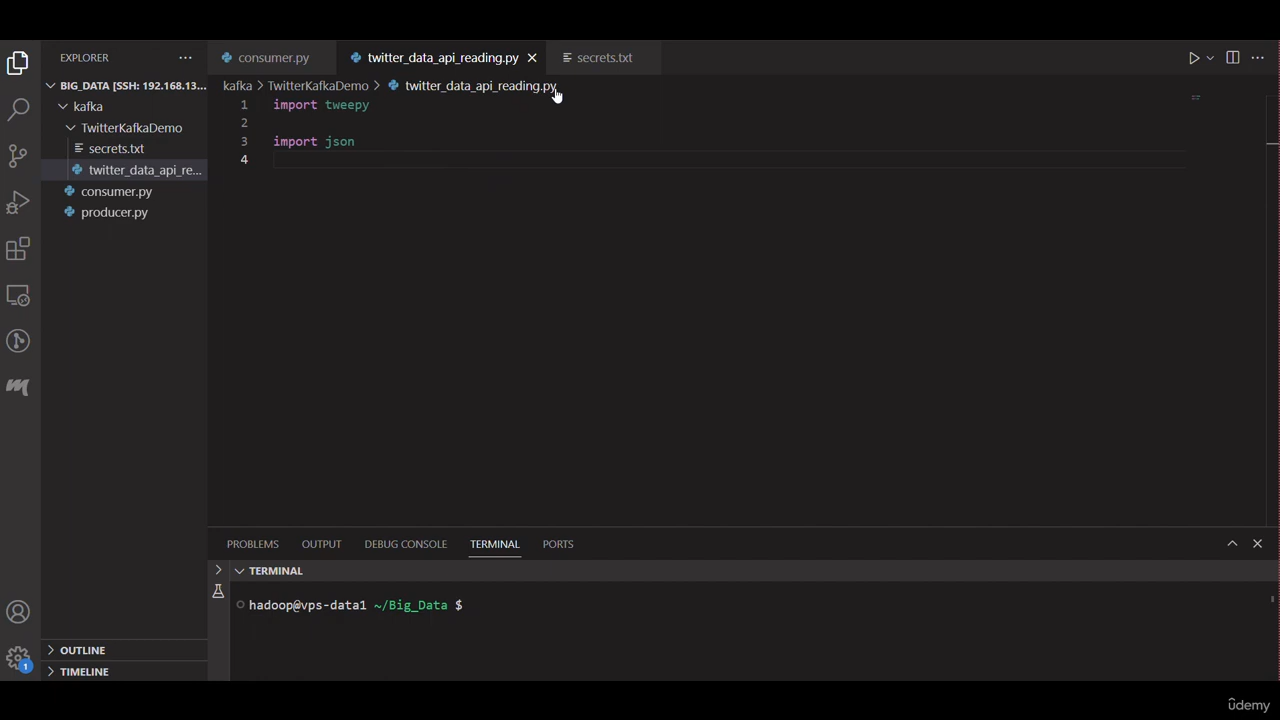 EXPLORER
consumer.py
twitter_data_api_reading.py
secrets.txt
BIG_DATA [SSH: 192.168.13...
kafka > TwitterKafkaDemo > twitter_data_api_reading.py
kafka
TwitterKafkaDemo
secrets.txt
twitter_data_api_re...
consumer.py
producer.py
1 import tweepy
2
3 import json
4
PROBLEMS OUTPUT DEBUG CONSOLE TERMINAL PORTS
TERMINAL
hadoop@vps-data1 ~/Big_Data $
OUTLINE
1
TIMELINE
ûdemy